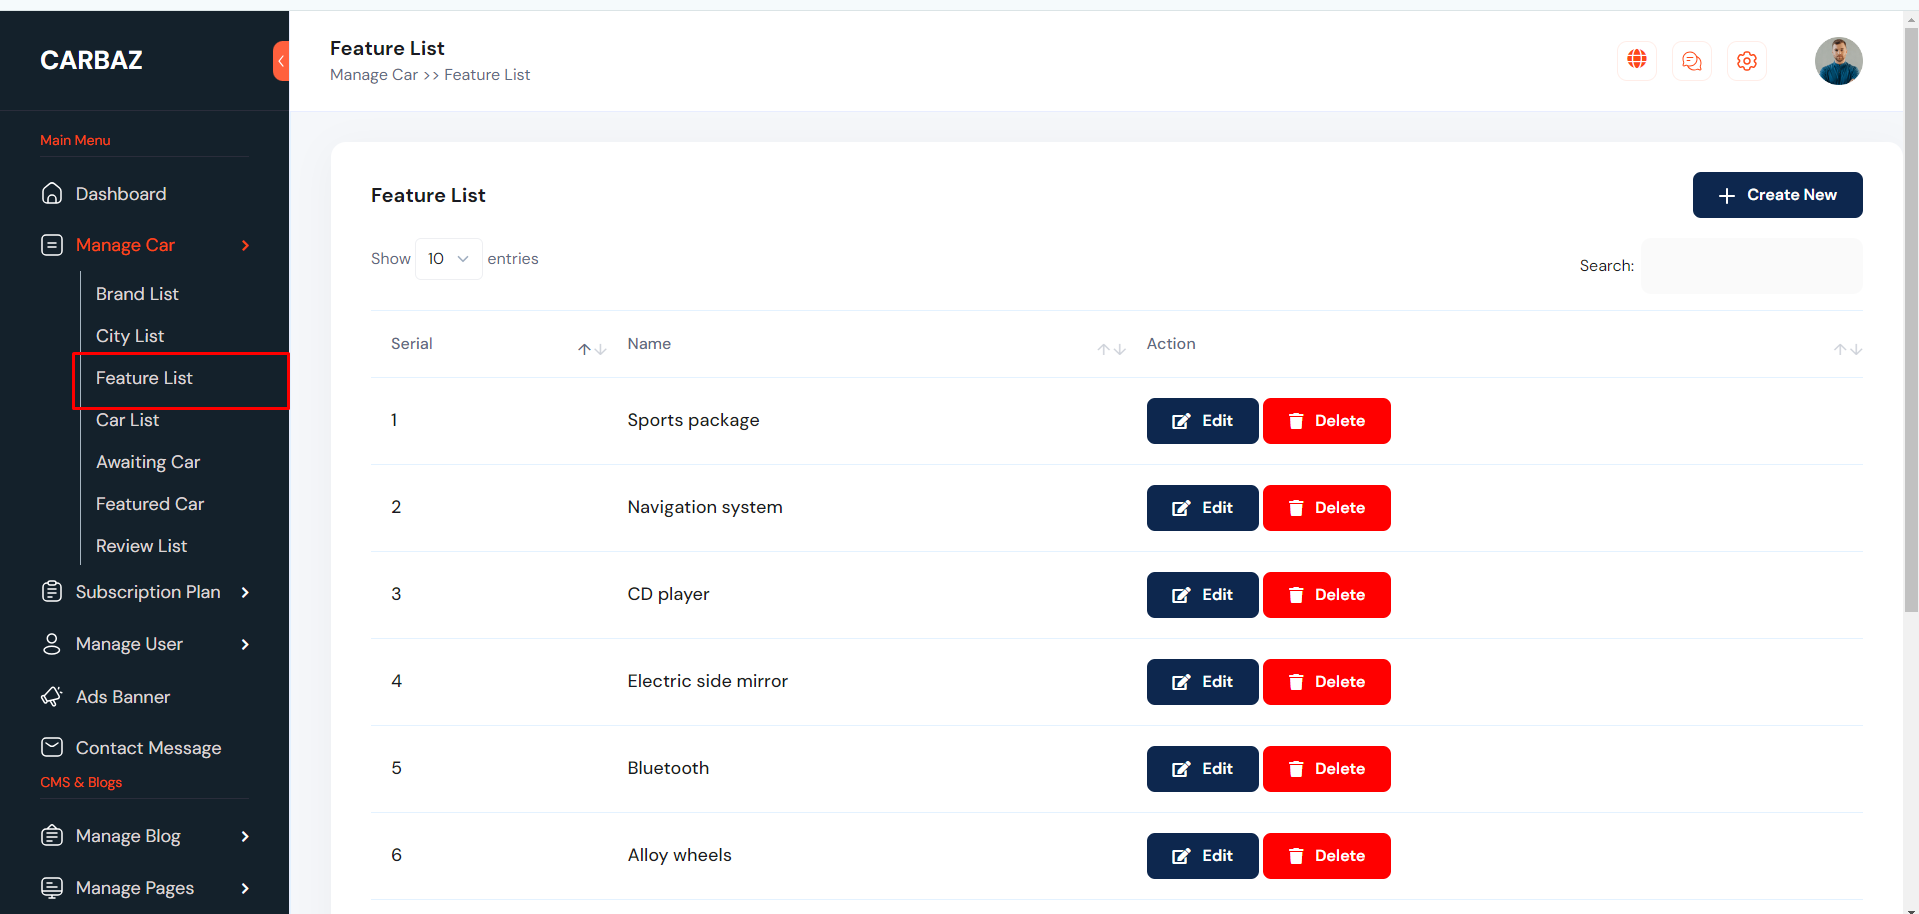 CARBAZ
Main Menu
Dashboard
Manage Car
Brand List
City List
Feature List
Car List
Awaiting Car
Featured Car
Review List
Subscription Plan
Manage User
Ads Banner
Contact Message
CMS & Blogs
Manage Blog
Manage Pages
Feature List
Manage Car >> Feature List
Feature List
Create New
Show 10 entries
Search:
Serial Name Action
1 Sports package Edit Delete
2 Navigation system Edit Delete
3 CD player Edit Delete
4 Electric side mirror Edit Delete
5 Bluetooth Edit Delete
6 Alloy wheels Edit Delete